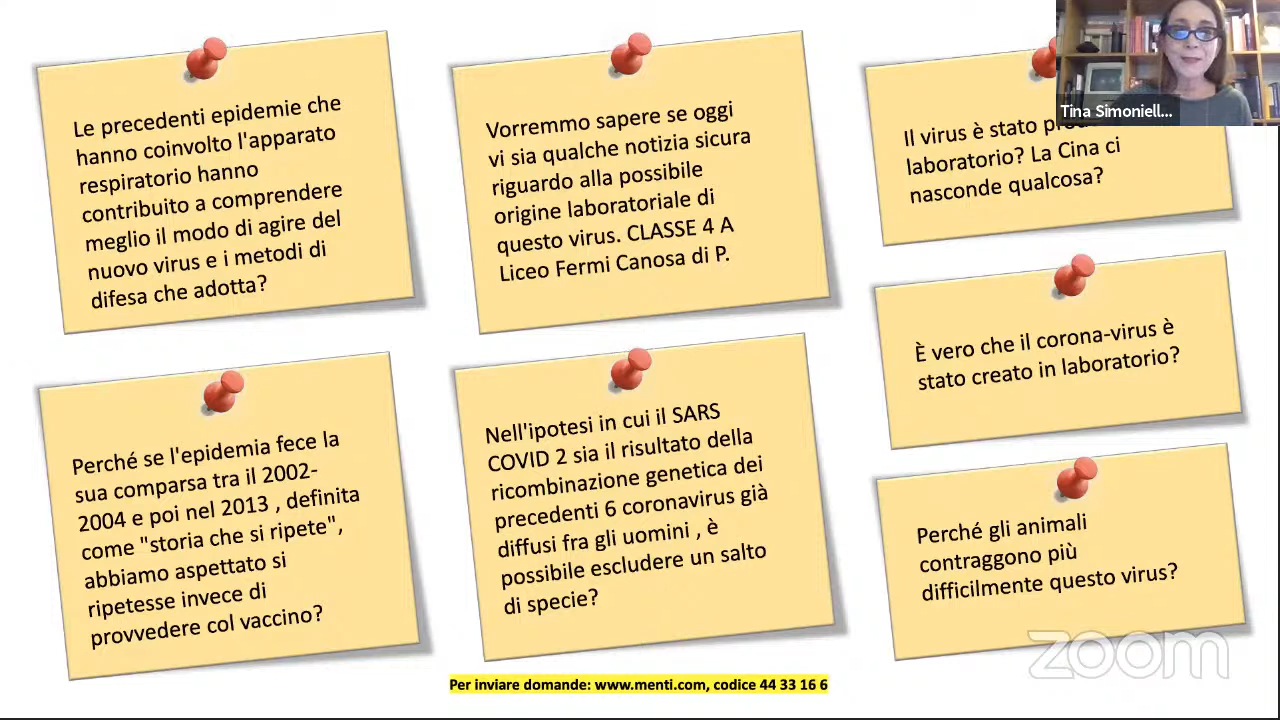 Le precedenti epidemie che
hanno coinvolto l'apparato
respiratorio hanno
contribuito a comprendere
meglio il modo di agire del
nuovo virus e i metodi di
difesa che adotta?
Vorremmo sapere se oggi
vi sia qualche notizia sicura
riguardo alla possibile
origine laboratoriale di
questo virus. CLASSE 4 A
Liceo Fermi Canosa di P.
Tina Simoniell...
Il virus è stato
laboratorio? La Cina ci
nasconde qualcosa?
È vero che il corona-virus è
stato creato in laboratorio?
Perché se l'epidemia fece la
sua comparsa tra il 2002-
2004 e poi nel 2013 , definita
come "storia che si ripete",
abbiamo aspettato si
ripetesse invece di
provvedere col vaccino?
Nell'ipotesi in cui il SARS
COVID 2 sia il risultato della
ricombinazione genetica dei
precedenti 6 coronavirus già
diffusi fra gli uomini , è
possibile escludere un salto
di specie?
Perché gli animali
contraggono più
difficilmente questo virus?
zoom
Per inviare domande: www.menti.com, codice 44 33 16 6